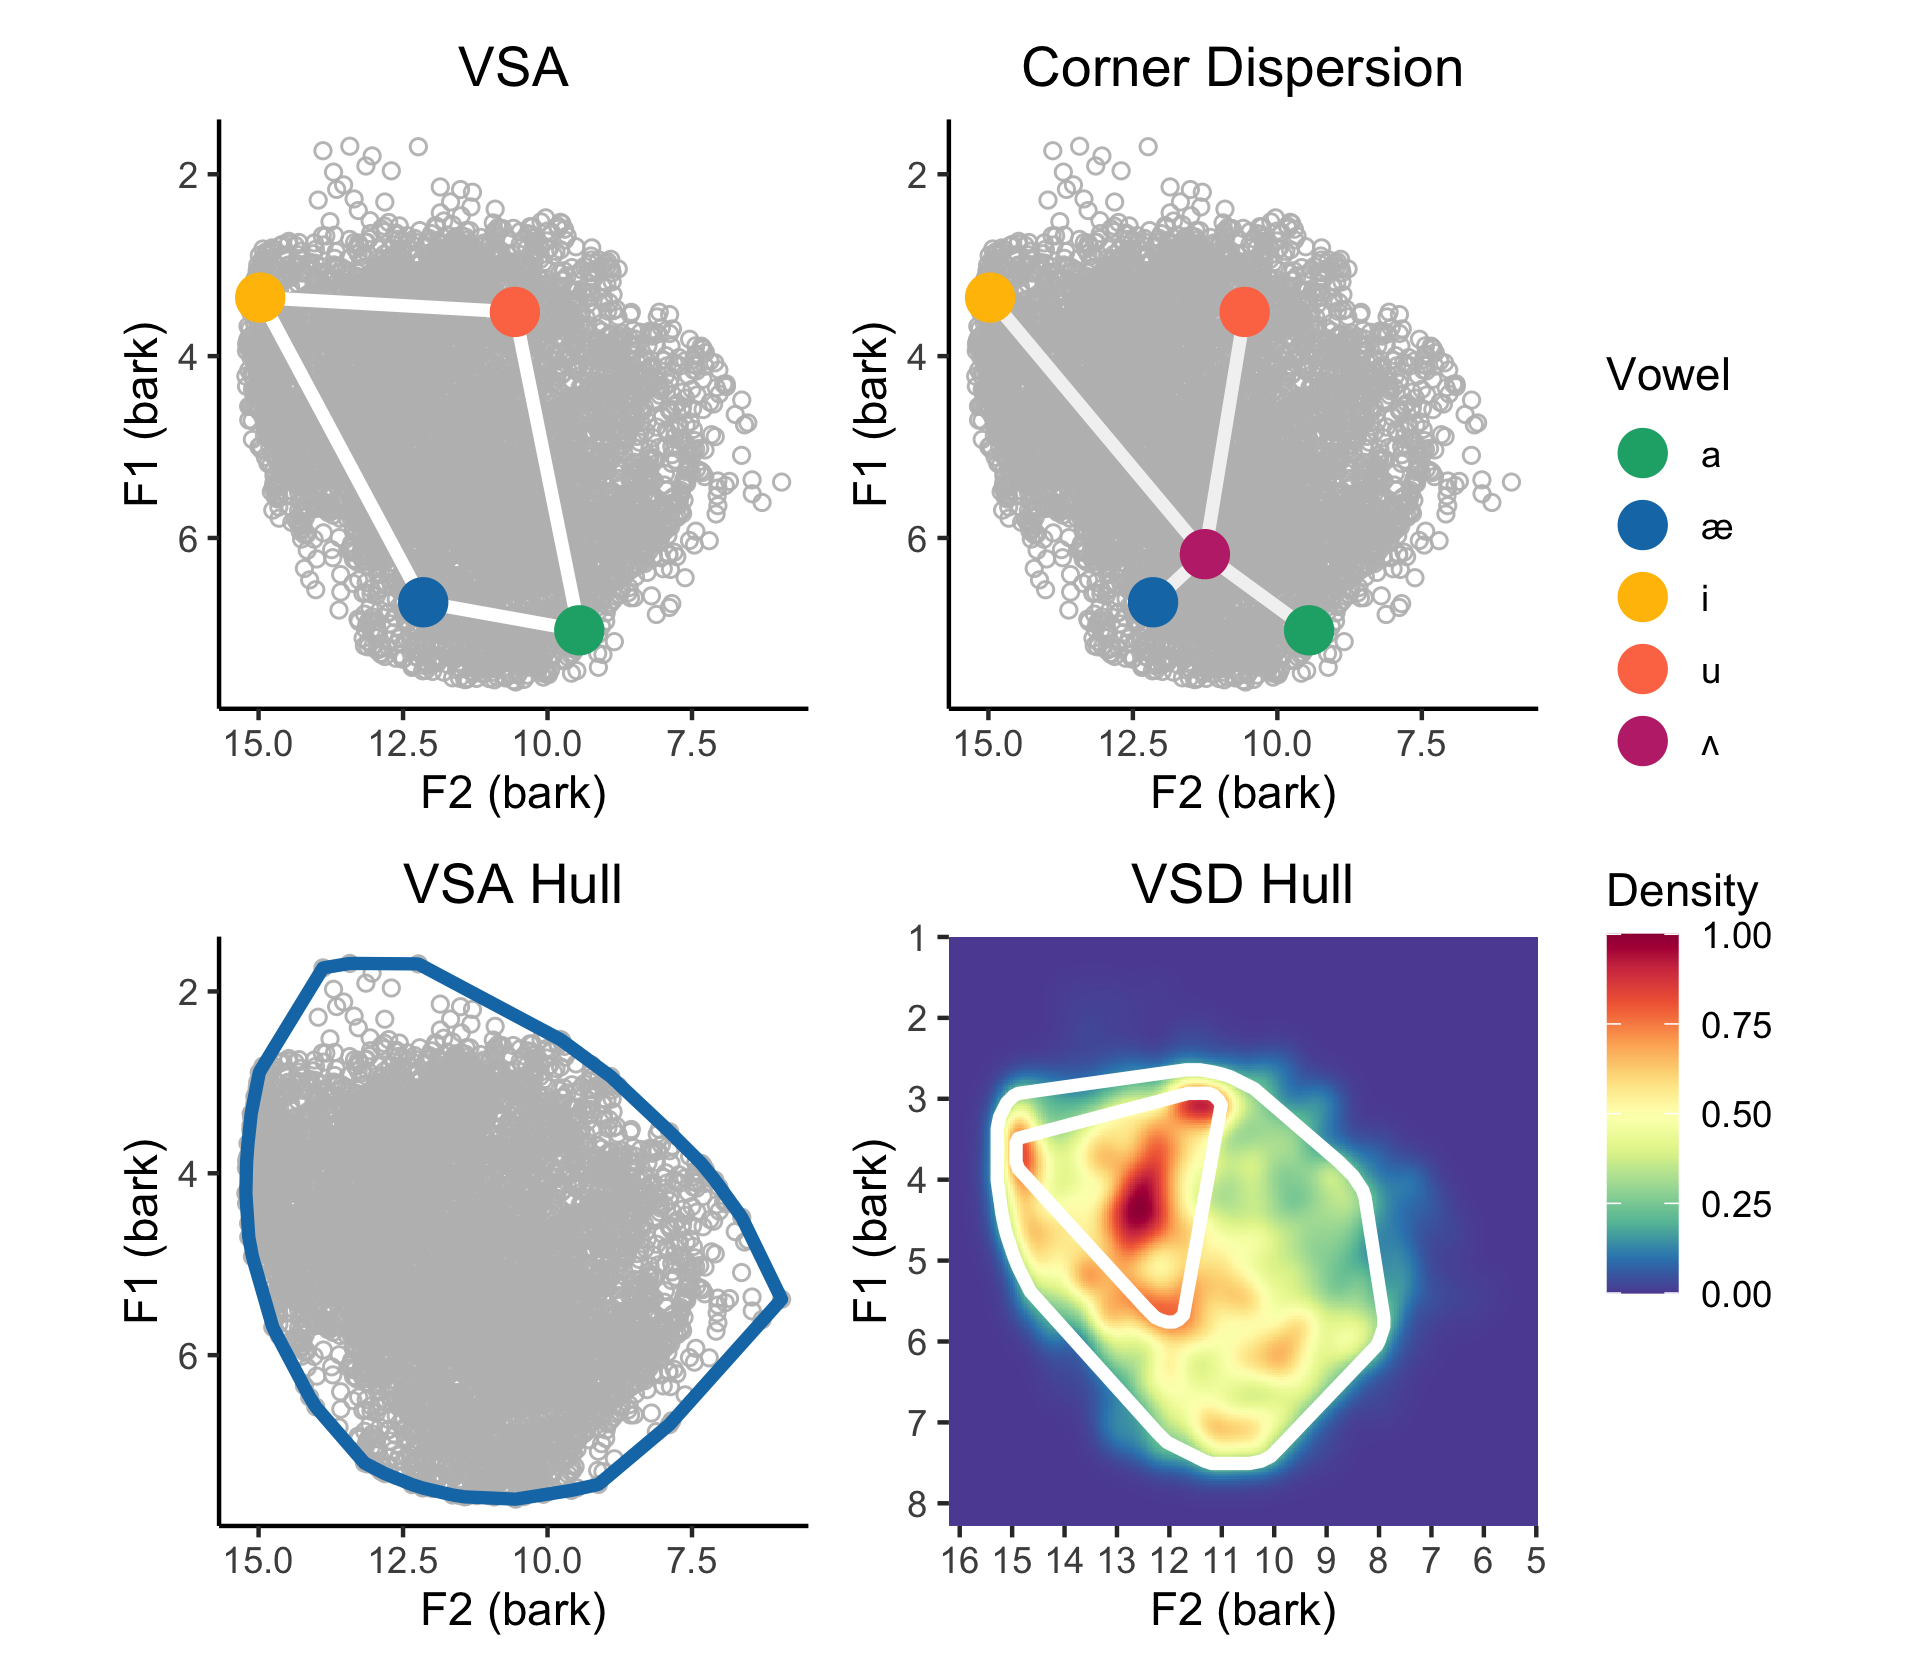 VSA
F1 (bark)
2
4
6
15.0 12.5 10.0 7.5
F2 (bark)
Corner Dispersion
F1 (bark)
2
4
6
15.0 12.5 10.0 7.5
F2 (bark)
Vowel
a
æ
i
u
ʌ
VSA Hull
F1 (bark)
2
4
6
15.0 12.5 10.0 7.5
F2 (bark)
VSD Hull
F1 (bark)
1
2
3
4
5
6
7
8
16 15 14 13 12 11 10 9 8 7 6 5
F2 (bark)
Density
1.00
0.75
0.50
0.25
0.00